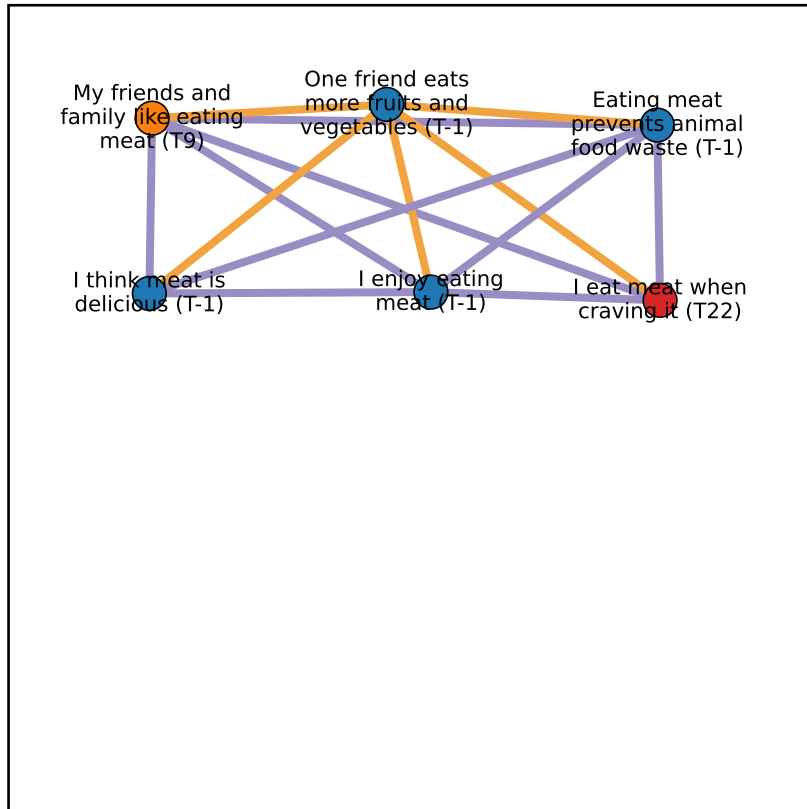 My friends and
family like eating
meat (T9)
One friend eats
more fruits and
vegetables (T-1)
Eating meat
prevents animal
food waste (T-1)
I think meat is
delicious (T-1)
I enjoy eating
meat (T-1)
I eat meat when
craving it (T22)